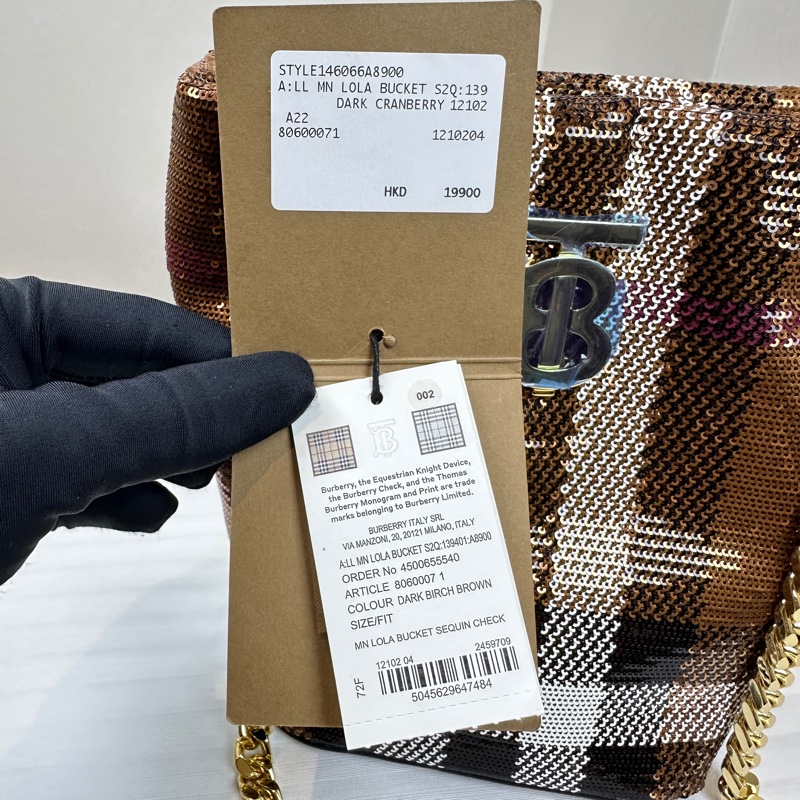 STYLE146066A8900
A:LL MN LOLA BUCKET S2Q:139
DARK CRANBERRY 12102
A22
80600071 1210204
HKD 19900
002
Burberry, the Equestrian Knight Device,
the Burberry Check, and the Thomas
Burberry Monogram and Print are trade
marks belonging to Burberry Limited.
BURBERRY ITALY SRL
VIA MANZONI, 20, 20121 MILANO, ITALY
A:LL MN LOLA BUCKET S2Q:139401:A8900
ORDER No 4500655540
ARTICLE 8060007 1
COLOUR DARK BIRCH BROWN
SIZE/FIT
MN LOLA BUCKET SEQUIN CHECK
12102 04 2459709
72F
5045629647484